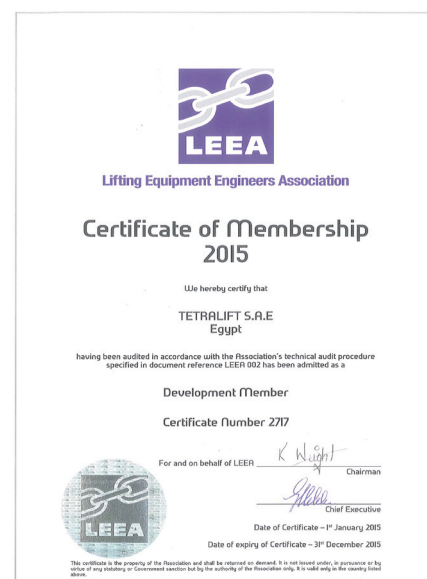 LEEA
Lifting Equipment Engineers Association
Certificate of Membership
2015
We hereby certify that
TETRALIFT S.A.E
Egypt
having been audited in accordance with the Association's technical audit procedure
specified in document reference LEEA 002 has been admitted as a
Development Member
Certificate Number 2717
For and on behalf of LEEA K Wright
Chairman
Chief Executive
Date of Certificate – 1st January 2015
Date of expiry of Certificate – 31st December 2015
LEEA
This certificate is the property of the Association and shall be returned on demand. It is not issued under, in pursuance or by
virtue of any statutory or Government sanction but by the authority of the Association only. It is valid only in the country listed
above.